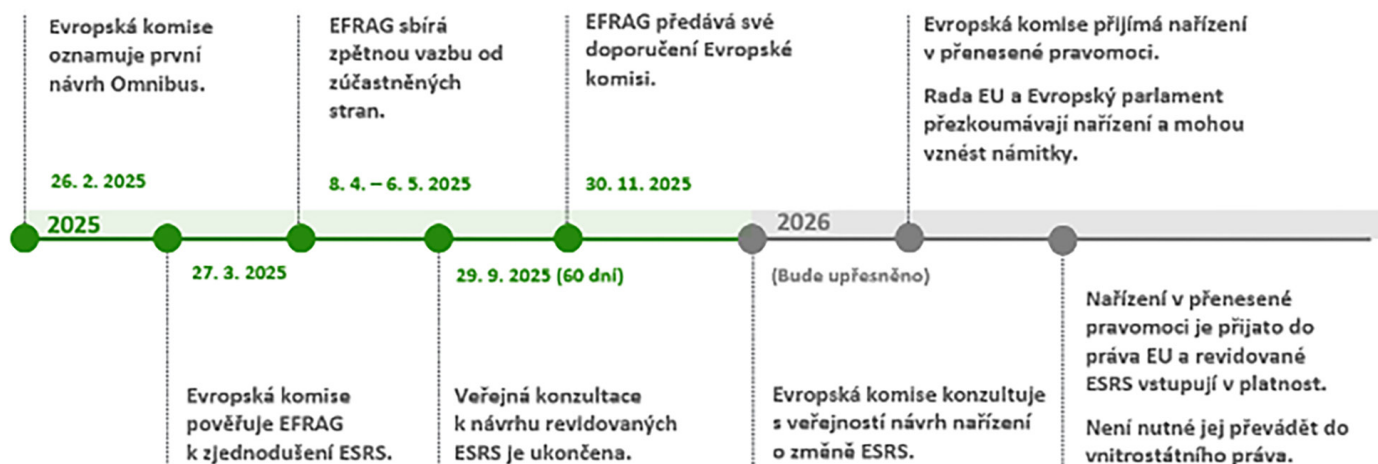 Evropská komise
oznamuje první
návrh Omnibus.
26. 2. 2025
EFRAG sbírá
zpětnou vazbu od
zúčastněných
stran.
8. 4. – 6. 5. 2025
EFRAG předává své
doporučení Evropské
komisi.
30. 11. 2025
Evropská komise přijímá nařízení
v přenesené pravomoci.
Rada EU a Evropský parlament
přezkoumávají nařízení a mohou
vznést námitky.
2025
2026
27. 3. 2025
Evropská komise
pověřuje EFRAG
k zjednodušení ESRS.
29. 9. 2025 (60 dní)
Veřejná konzultace
k návrhu revidovaných
ESRS je ukončena.
(Bude upřesněno)
Evropská komise konzultuje
s veřejností návrh nařízení
o změně ESRS.
Nařízení v přenesené
pravomoci je přijato do
práva EU a revidované
ESRS vstupují v platnost.
Není nutné jej převádět do
vnitrostátního práva.